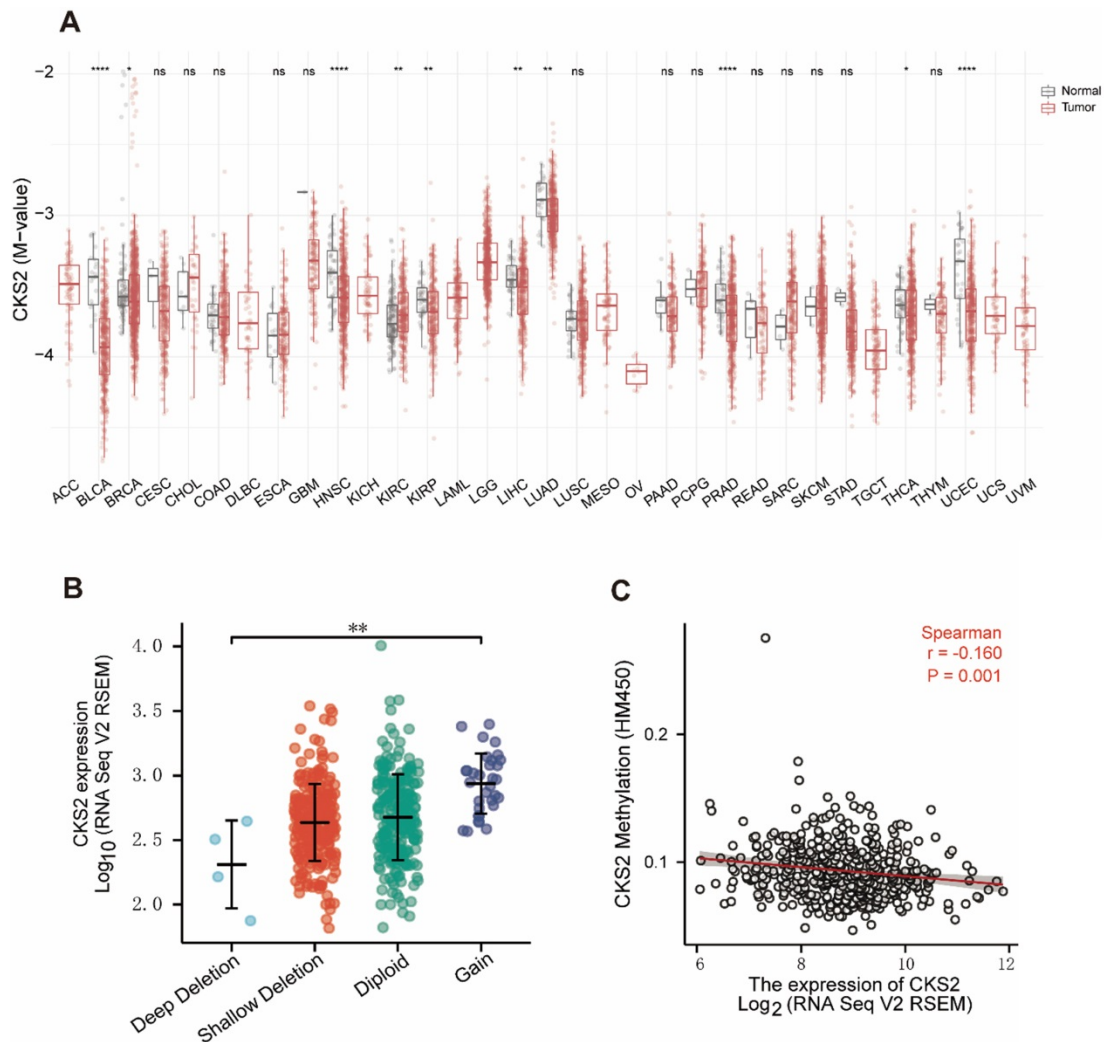 A
**** * ns ns ns ns ns **** ** ** ** ** ns ns ns **** ns ns ns ns * ns ****
Normal
Tumor
CKS2 (M-value)
−2
−3
−4
ACC BLCA BRCA CESC CHOL COAD DLBC ESCA GBM HNSC KICH KIRC KIRP LAML LGG LIHC LUAD LUSC MESO OV PAAD PCPG PRAD READ SARC SKCM STAD TGCT THCA THYM UCEC UCS UVM
B
**
CKS2 expression
Log10 (RNA Seq V2 RSEM)
4.0
3.5
3.0
2.5
2.0
Deep Deletion Shallow Deletion Diploid Gain
C
Spearman
r = -0.160
P = 0.001
CKS2 Methylation (HM450)
0.2
0.1
6 8 10 12
The expression of CKS2
Log2 (RNA Seq V2 RSEM)